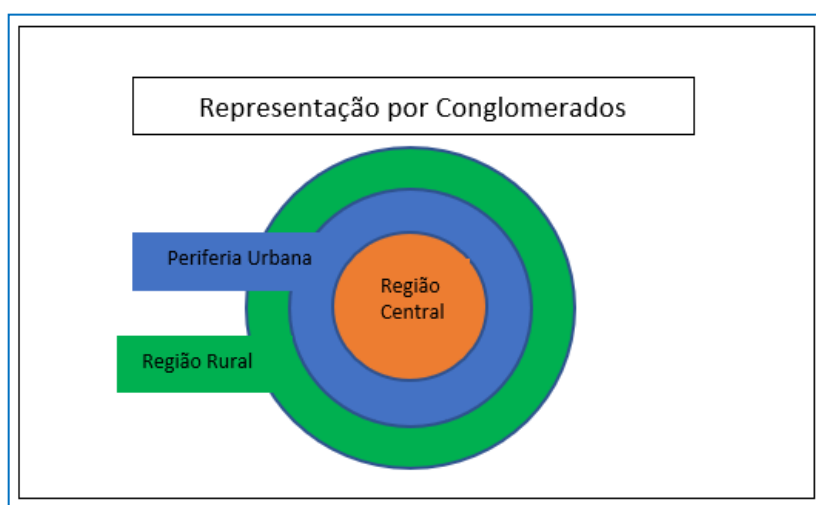 Representação por Conglomerados
Periferia Urbana
Região
Central
Região Rural